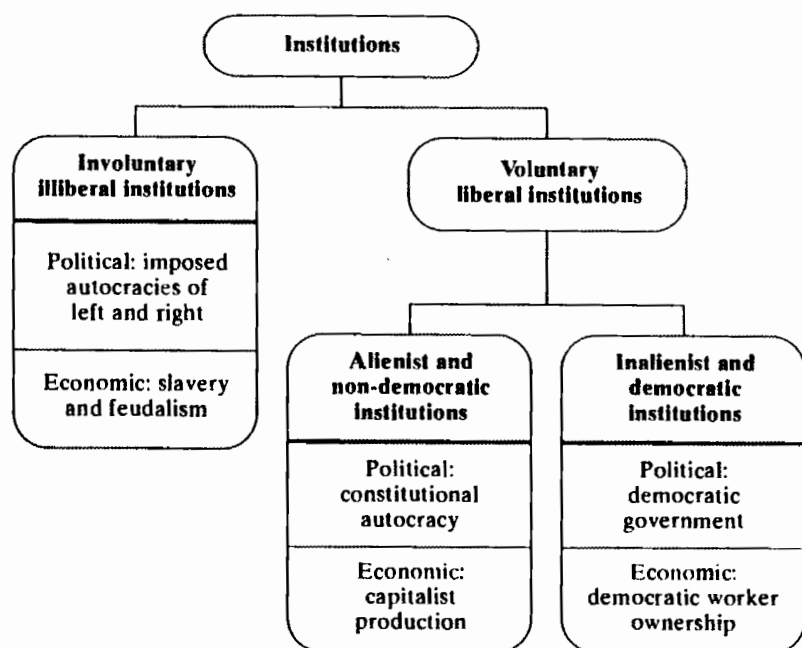 Institutions
Involuntary
illiberal institutions
Political: imposed
autocracies of
left and right
Economic: slavery
and feudalism
Voluntary
liberal institutions
Alienist and
non-democratic
institutions
Political:
constitutional
autocracy
Economic:
capitalist
production
Inalienist and
democratic
institutions
Political:
democratic
government
Economic:
democratic worker
ownership